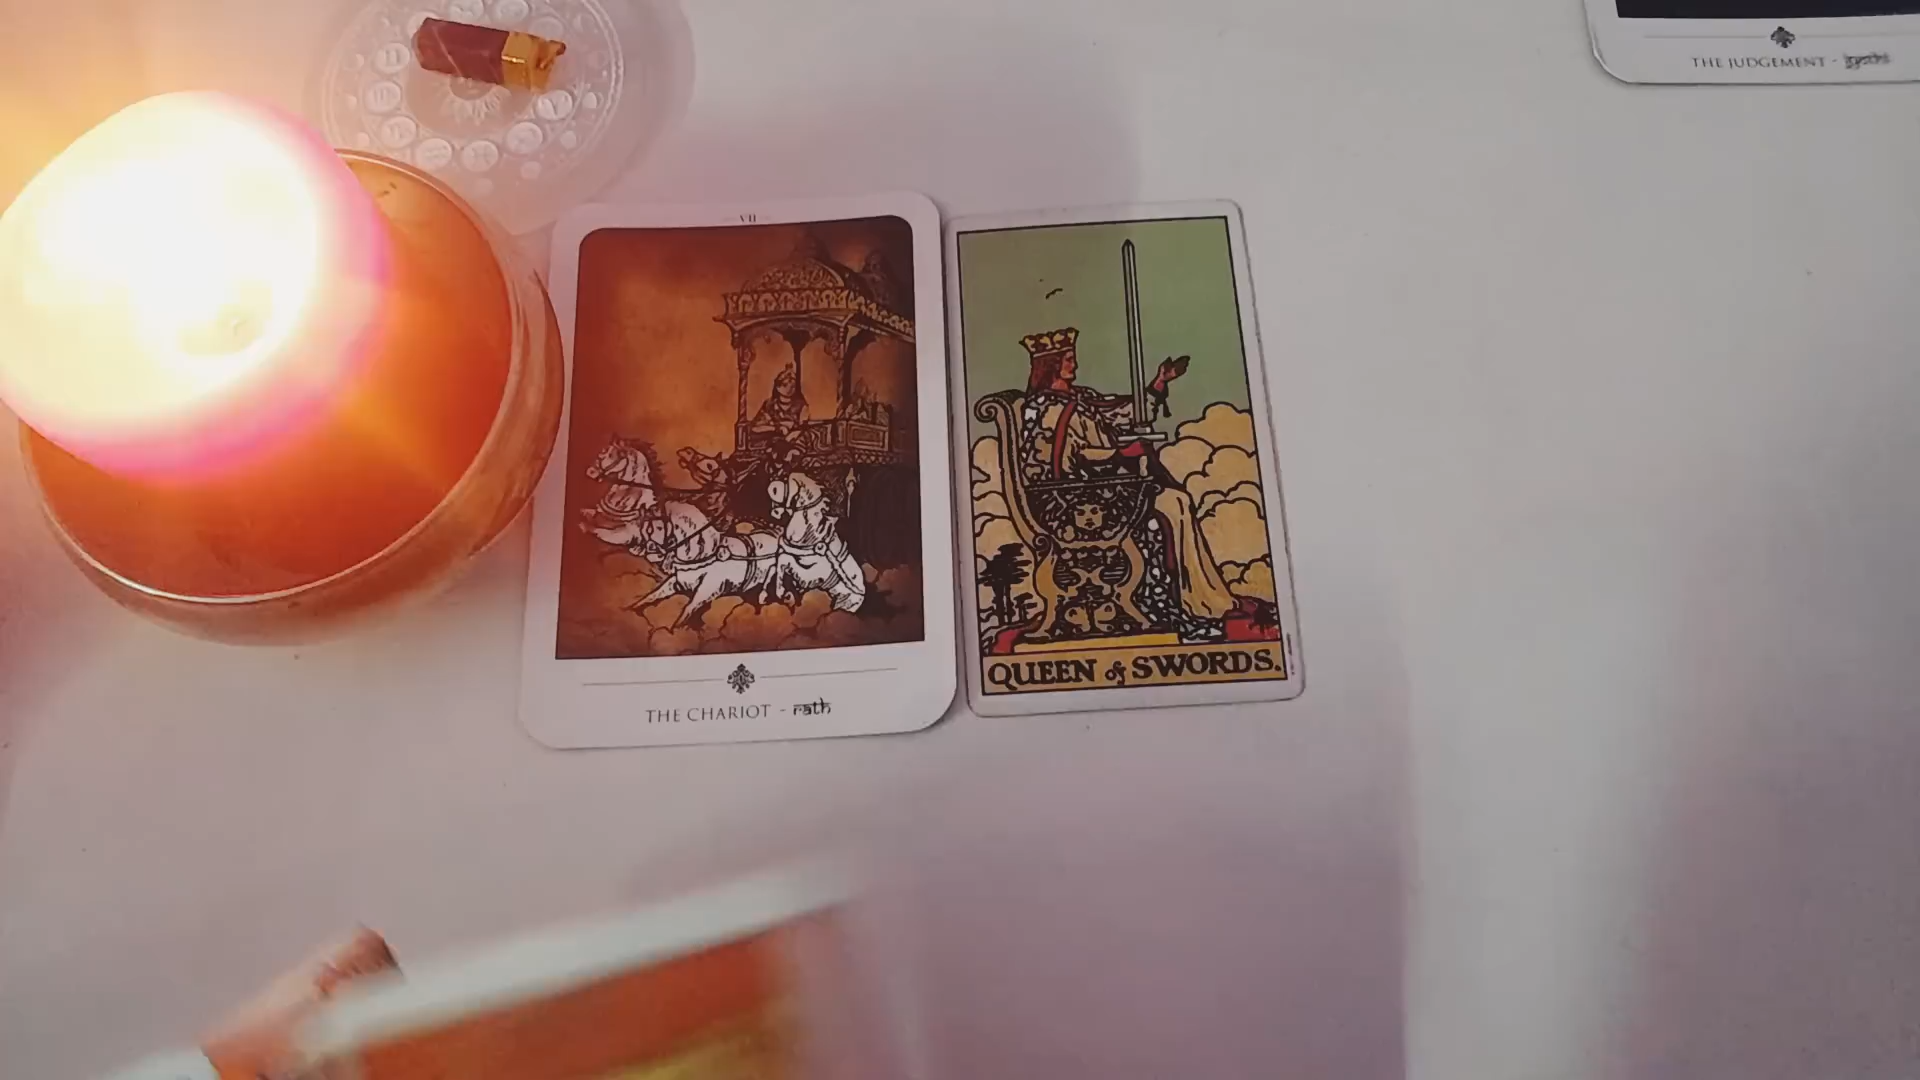 THE JUDGEMENT -
VII
THE CHARIOT - rath
QUEEN of SWORDS.